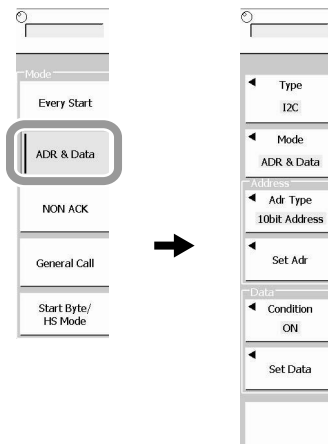 Mode
Every Start
ADR & Data
NON ACK
General Call
Start Byte/
HS Mode
Type
I2C
Mode
ADR & Data
Address
Adr Type
10bit Address
Set Adr
Data
Condition
ON
Set Data